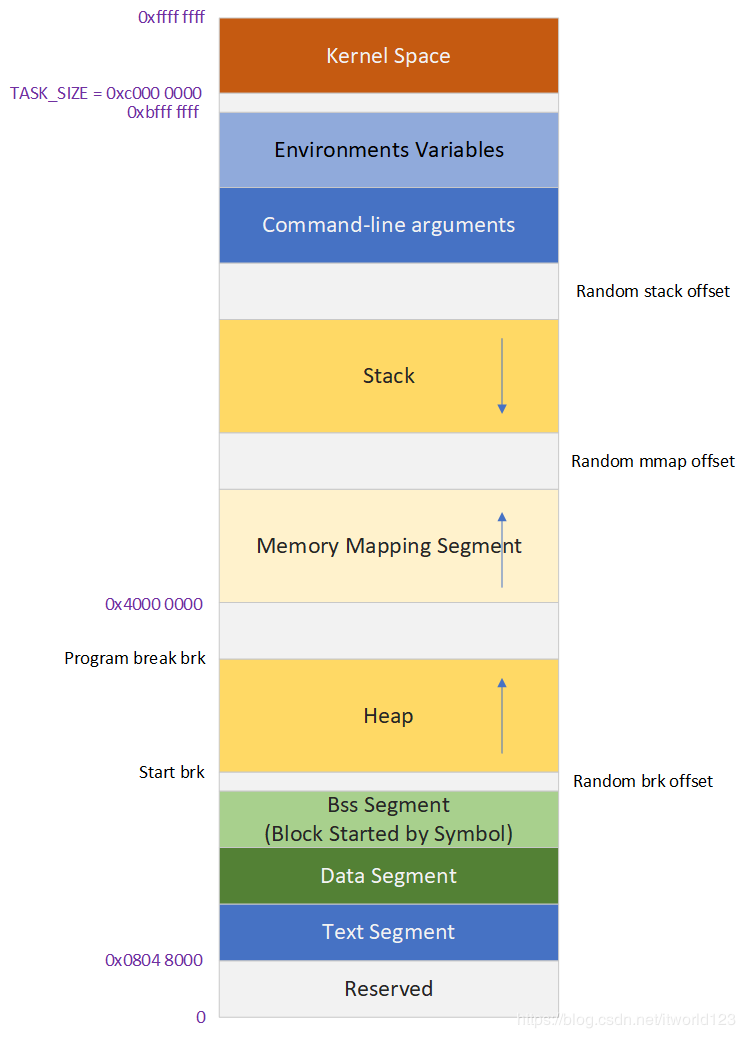 0xffff ffff
Kernel Space
TASK_SIZE = 0xc000 0000
0xbfff ffff
Environments Variables
Command-line arguments
Random stack offset
Stack
Random mmap offset
Memory Mapping Segment
0x4000 0000
Program break brk
Heap
Start brk
Random brk offset
Bss Segment
(Block Started by Symbol)
Data Segment
Text Segment
0x0804 8000
Reserved
0
https://blog.csdn.net/itworld123